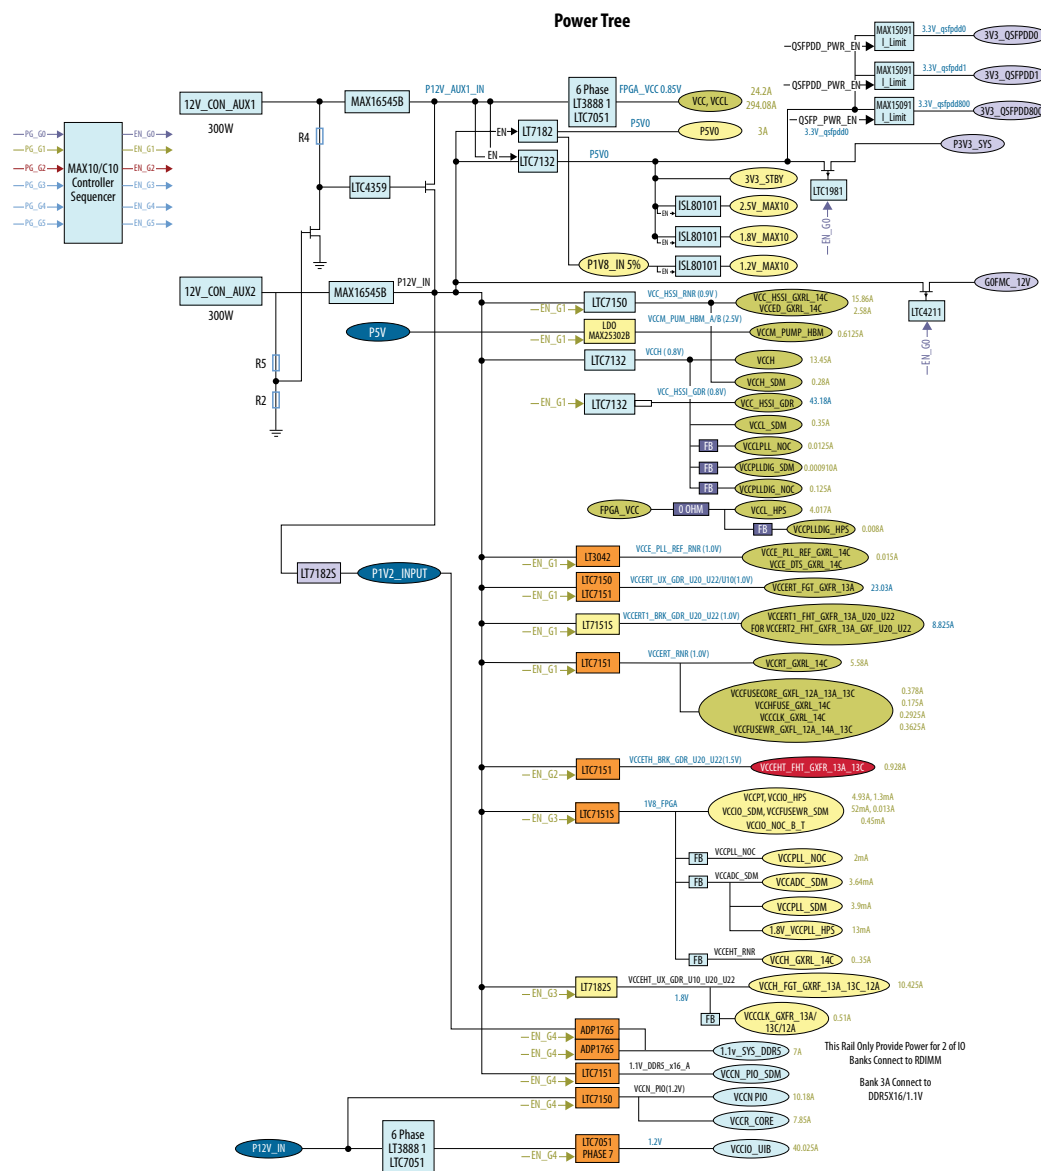 Power Tree
12V_CON_AUX1
300W
MAX16545B
P12V_AUX1_IN
6 Phase
LT3888 1
LTC7051
FPGA_VCC 0.85V
VCC, VCCL
24.2A
294.08A
QSFPDD_PWR_EN
MAX15091
I_Limit
3.3V_qsfpdd0
3V3_QSFPDD0
QSFPDD_PWR_EN
MAX15091
I_Limit
3.3V_qsfpdd1
3V3_QSFPDD1
QSFP_PWR_EN
3.3V_qsfpdd0
MAX15091
I_Limit
3.3V_qsfpdd800
3V3_QSFPDD800
PG_G0
PG_G1
PG_G2
PG_G3
PG_G4
PG_G5
MAX10/C10
Controller
Sequencer
EN_G0
EN_G1
EN_G2
EN_G3
EN_G4
EN_G5
R4
LTC4359
EN
LT7182
P5V0
P5V0
3A
EN
LTC7132
P5V0
P3V3_SYS
LTC1981
EN_G0
3V3_STBY
EN
ISL80101
2.5V_MAX10
EN
ISL80101
1.8V_MAX10
P1V8_IN 5%
EN
ISL80101
1.2V_MAX10
12V_CON_AUX2
300W
MAX16545B
P12V_IN
G0FMC_12V
LTC4211
EN_G0
R5
R2
EN_G1
LTC7150
VCC_HSSI_RNR (0.9V )
VCC_HSSI_GXRL_14C
VCCED_GXRL_14C
15.86A
2.58A
P5V
EN_G1
LDO
MAX25302B
VCCM_PUM_HBM_A/B (2.5V)
VCCM_PUMP_HBM
0.6125A
LTC7132
VCCH ( 0.8V)
VCCH
13.45A
VCCH_SDM
0.28A
EN_G1
LTC7132
VCC_HSSI_GDR (0.8V)
VCC_HSSI_GDR
43.18A
VCCL_SDM
0.35A
FB
VCCLPLL_NOC
0.0125A
FB
VCCPLLDIG_SDM
0.000910A
FB
VCCPLLDIG_NOC
0.125A
FPGA_VCC
0 OHM
VCCL_HPS
4.017A
FB
VCCPLLDIG_HPS
0.008A
LT7182S
P1V2_INPUT
EN_G1
LT3042
VCCE_PLL_REF_RNR (1.0V)
VCCE_PLL_REF_GXRL_14C
VCCE_DTS_GXRL_14C
0.015A
EN_G1
LTC7150
LTC7151
VCCERT_UX_GDR_U20_U22/U10(1.0V)
VCCERT_FGT_GXFR_13A
23.03A
EN_G1
LT7151S
VCCERT1_BRK_GDR_U20_U22 (1.0V)
VCCERT1_FHT_GXFR_13A_U20_U22
FOR VCCERT2_FHT_GXFR_13A_GXF_U20_U22
8.825A
EN_G1
LTC7151
VCCERT_RNR (1.0V)
VCCRT_GXRL_14C
5.58A
VCCFUSECORE_GXFL_12A_13A_13C
VCCHFUSE_GXRL_14C
VCCCLK_GXRL_14C
VCCFUSEWR_GXFL_12A_14A_13C
0.378A
0.175A
0.2925A
0.3625A
EN_G2
LTC7151
VCCETH_BRK_GDR_U20_U22(1.5V)
VCCEHT_FHT_GXFR_13A_13C
0.928A
EN_G3
LTC7151S
1V8_FPGA
VCCPT, VCCIO_HPS
VCCIO_SDM, VCCFUSEWR_SDM
VCCIO_NOC_B_T
4.93A, 1.3mA
52mA, 0.013A
0.45mA
FB
VCCPLL_NOC
VCCPLL_NOC
2mA
FB
VCCADC_SDM
VCCADC_SDM
3.64mA
VCCPLL_SDM
3.9mA
1.8V_VCCPLL_HPS
13mA
FB
VCCEHT_RNR
VCCH_GXRL_14C
0..35A
EN_G3
LT7182S
VCCEHT_UX_GDR_U10_U20_U22
1.8V
VCCH_FGT_GXRF_13A_13C_12A
10.425A
FB
VCCCLK_GXFR_13A/
13C/12A
0.51A
EN_G4
ADP1765
EN_G4
ADP1765
1.1v_SYS_DDR5
7A
This Rail Only Provide Power for 2 of IO
Banks Connect to RDIMM
Bank 3A Connect to
DDR5X16/1.1V
EN_G4
LTC7151
1.1V_DDR5_x16_A
VCCN_PIO_SDM
EN_G4
LTC7150
VCCN_PIO(1.2V)
VCCN PIO
10.18A
VCCR_CORE
7.85A
P12V_IN
6 Phase
LT3888 1
LTC7051
EN_G4
LTC7051
PHASE 7
1.2V
VCCIO_UIB
40.025A